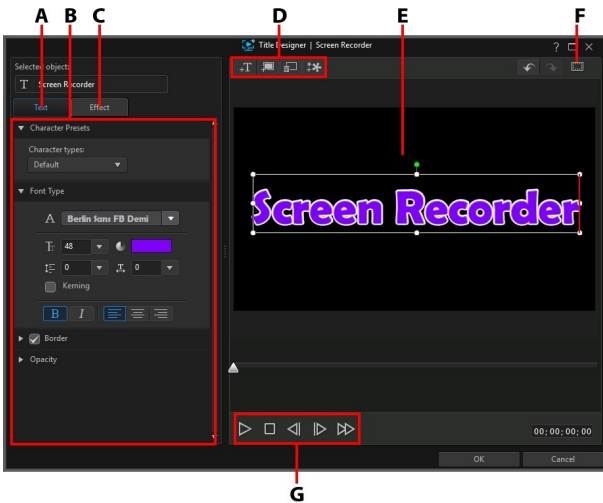 A B C D E F
Title Designer | Screen Recorder
Selected object:
T Screen Recorder
Text Effect
Character Presets
Character types:
Default
Font Type
A Berlin Sans FB Demi
48
0 0
Kerning
B I
Border
Opacity
Screen Recorder
00;00;00;00
OK Cancel
G